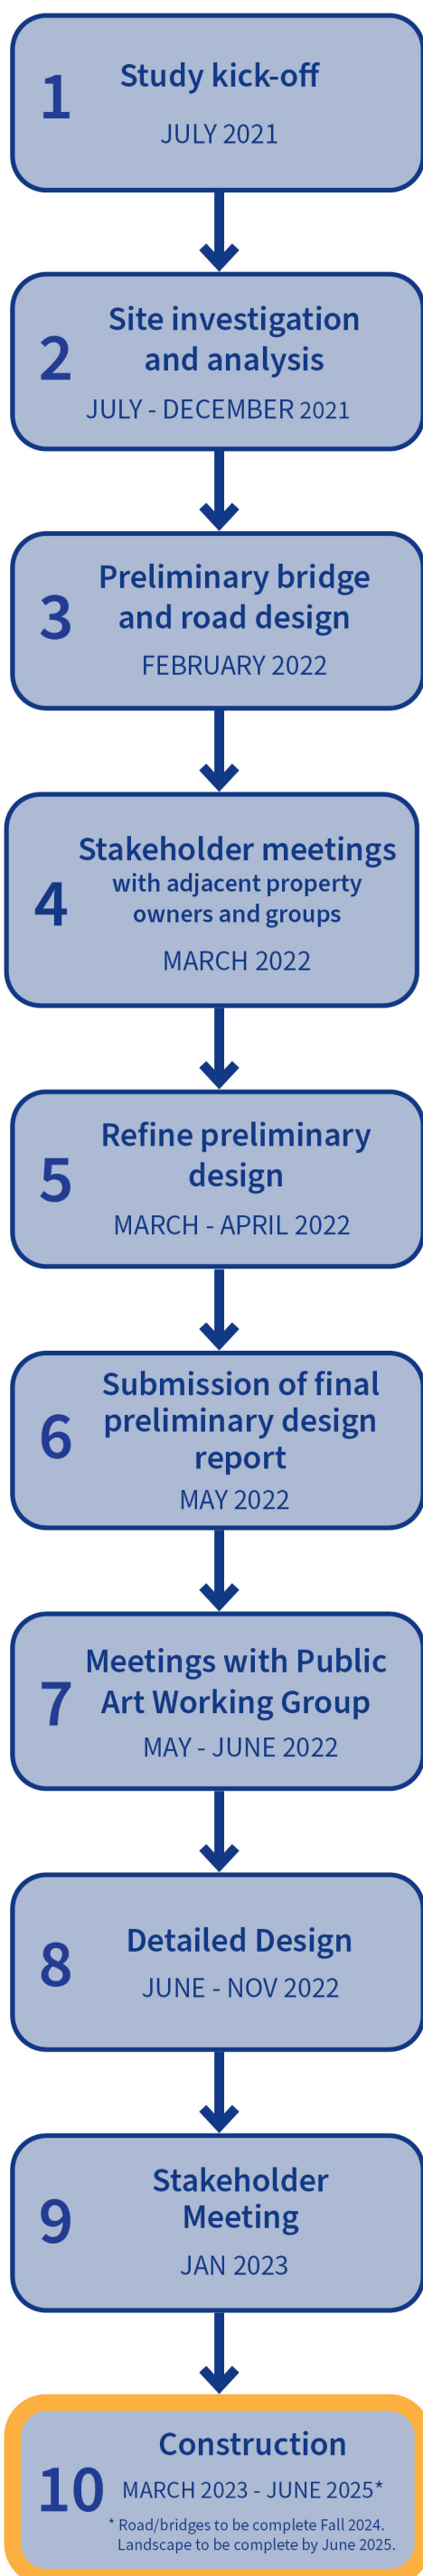 1
Study kick-off
JULY 2021
2
Site investigation
and analysis
JULY - DECEMBER 2021
3
Preliminary bridge
and road design
FEBRUARY 2022
4
Stakeholder meetings
with adjacent property
owners and groups
MARCH 2022
5
Refine preliminary
design
MARCH - APRIL 2022
6
Submission of final
preliminary design
report
MAY 2022
7
Meetings with Public
Art Working Group
MAY - JUNE 2022
8
Detailed Design
JUNE - NOV 2022
9
Stakeholder
Meeting
JAN 2023
10
Construction
MARCH 2023 - JUNE 2025*
* Road/bridges to be complete Fall 2024.
Landscape to be complete by June 2025.